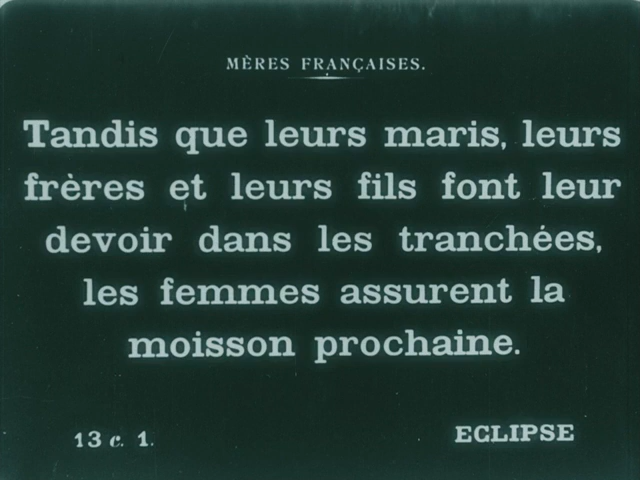 MÈRES FRANÇAISES.
Tandis que leurs maris, leurs
frères et leurs fils font leur
devoir dans les tranchées,
les femmes assurent la
moisson prochaine.
13 c. 1.
ECLIPSE